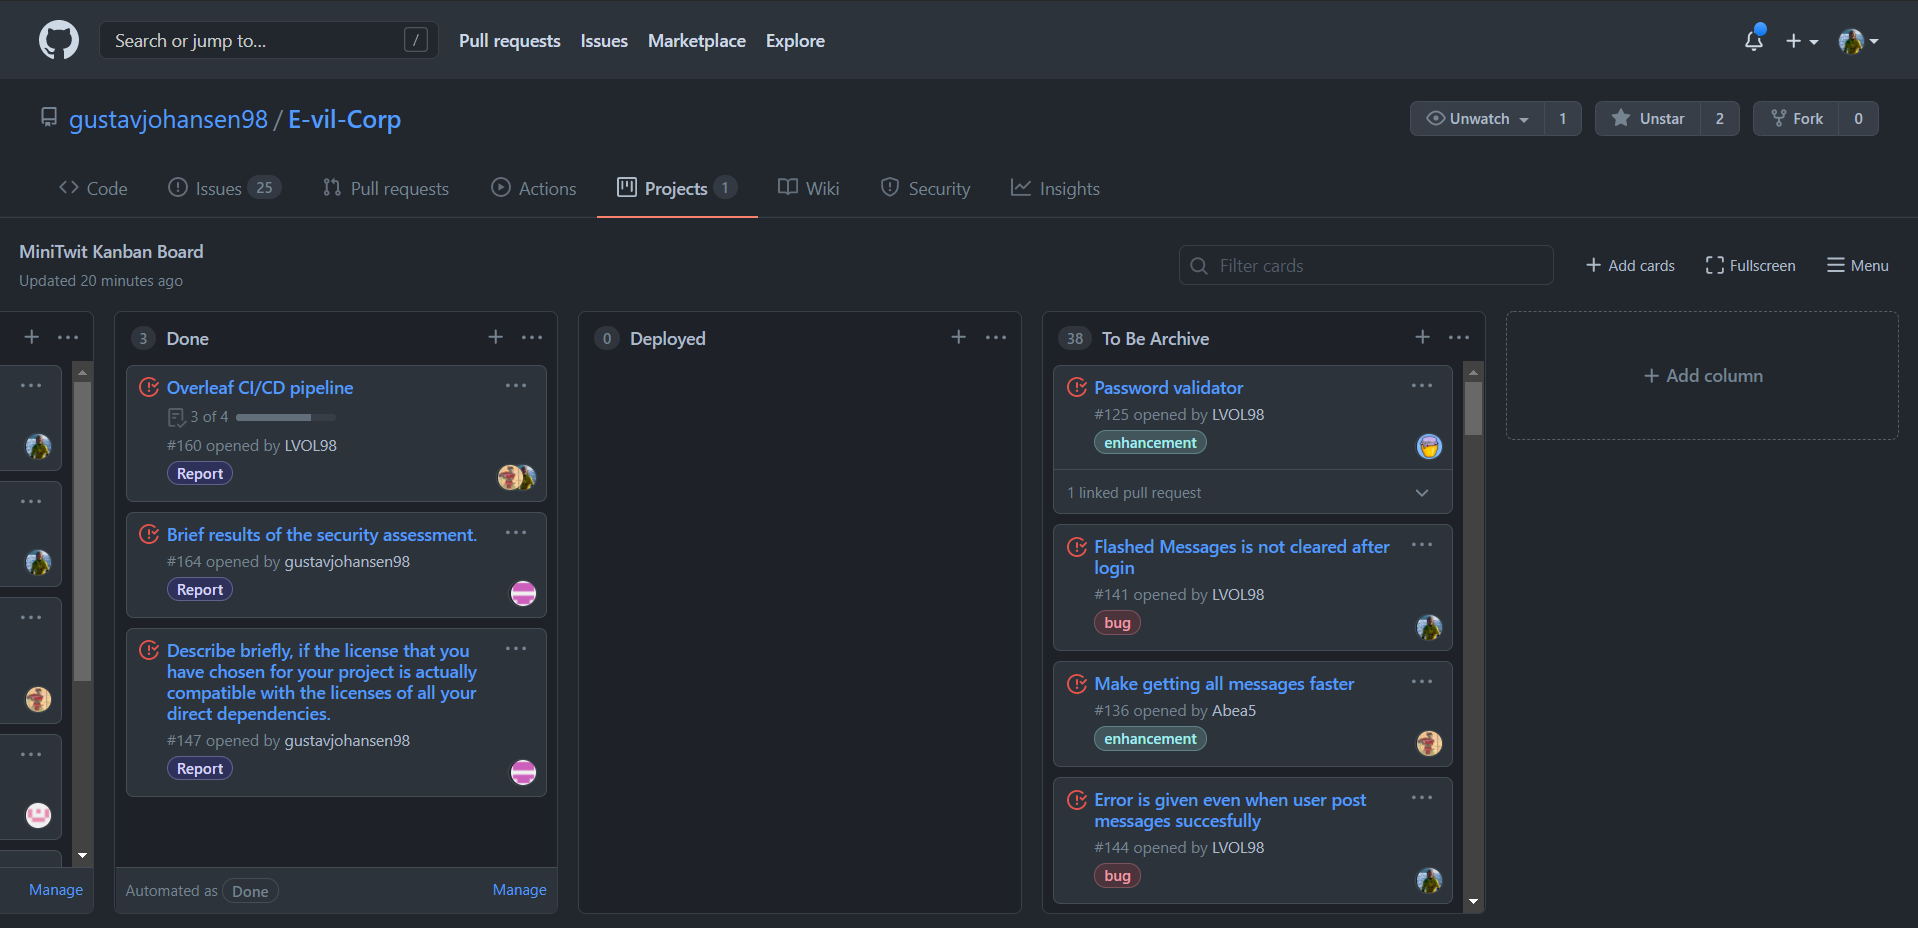 Search or jump to... /
Pull requests Issues Marketplace Explore
gustavjohansen98 / E-vil-Corp
Unwatch 1 Unstar 2 Fork 0
Code Issues 25 Pull requests Actions Projects 1 Wiki Security Insights
MiniTwit Kanban Board
Updated 20 minutes ago
Filter cards
Add cards Fullscreen Menu
Manage
3 Done
Overleaf CI/CD pipeline
3 of 4
#160 opened by LVOL98
Report
Brief results of the security assessment.
#164 opened by gustavjohansen98
Report
Describe briefly, if the license that you
have chosen for your project is actually
compatible with the licenses of all your
direct dependencies.
#147 opened by gustavjohansen98
Report
Automated as Done Manage
0 Deployed
38 To Be Archive
Password validator
#125 opened by LVOL98
enhancement
1 linked pull request
Flashed Messages is not cleared after
login
#141 opened by LVOL98
bug
Make getting all messages faster
#136 opened by Abea5
enhancement
Error is given even when user post
messages succesfully
#144 opened by LVOL98
bug
Add column